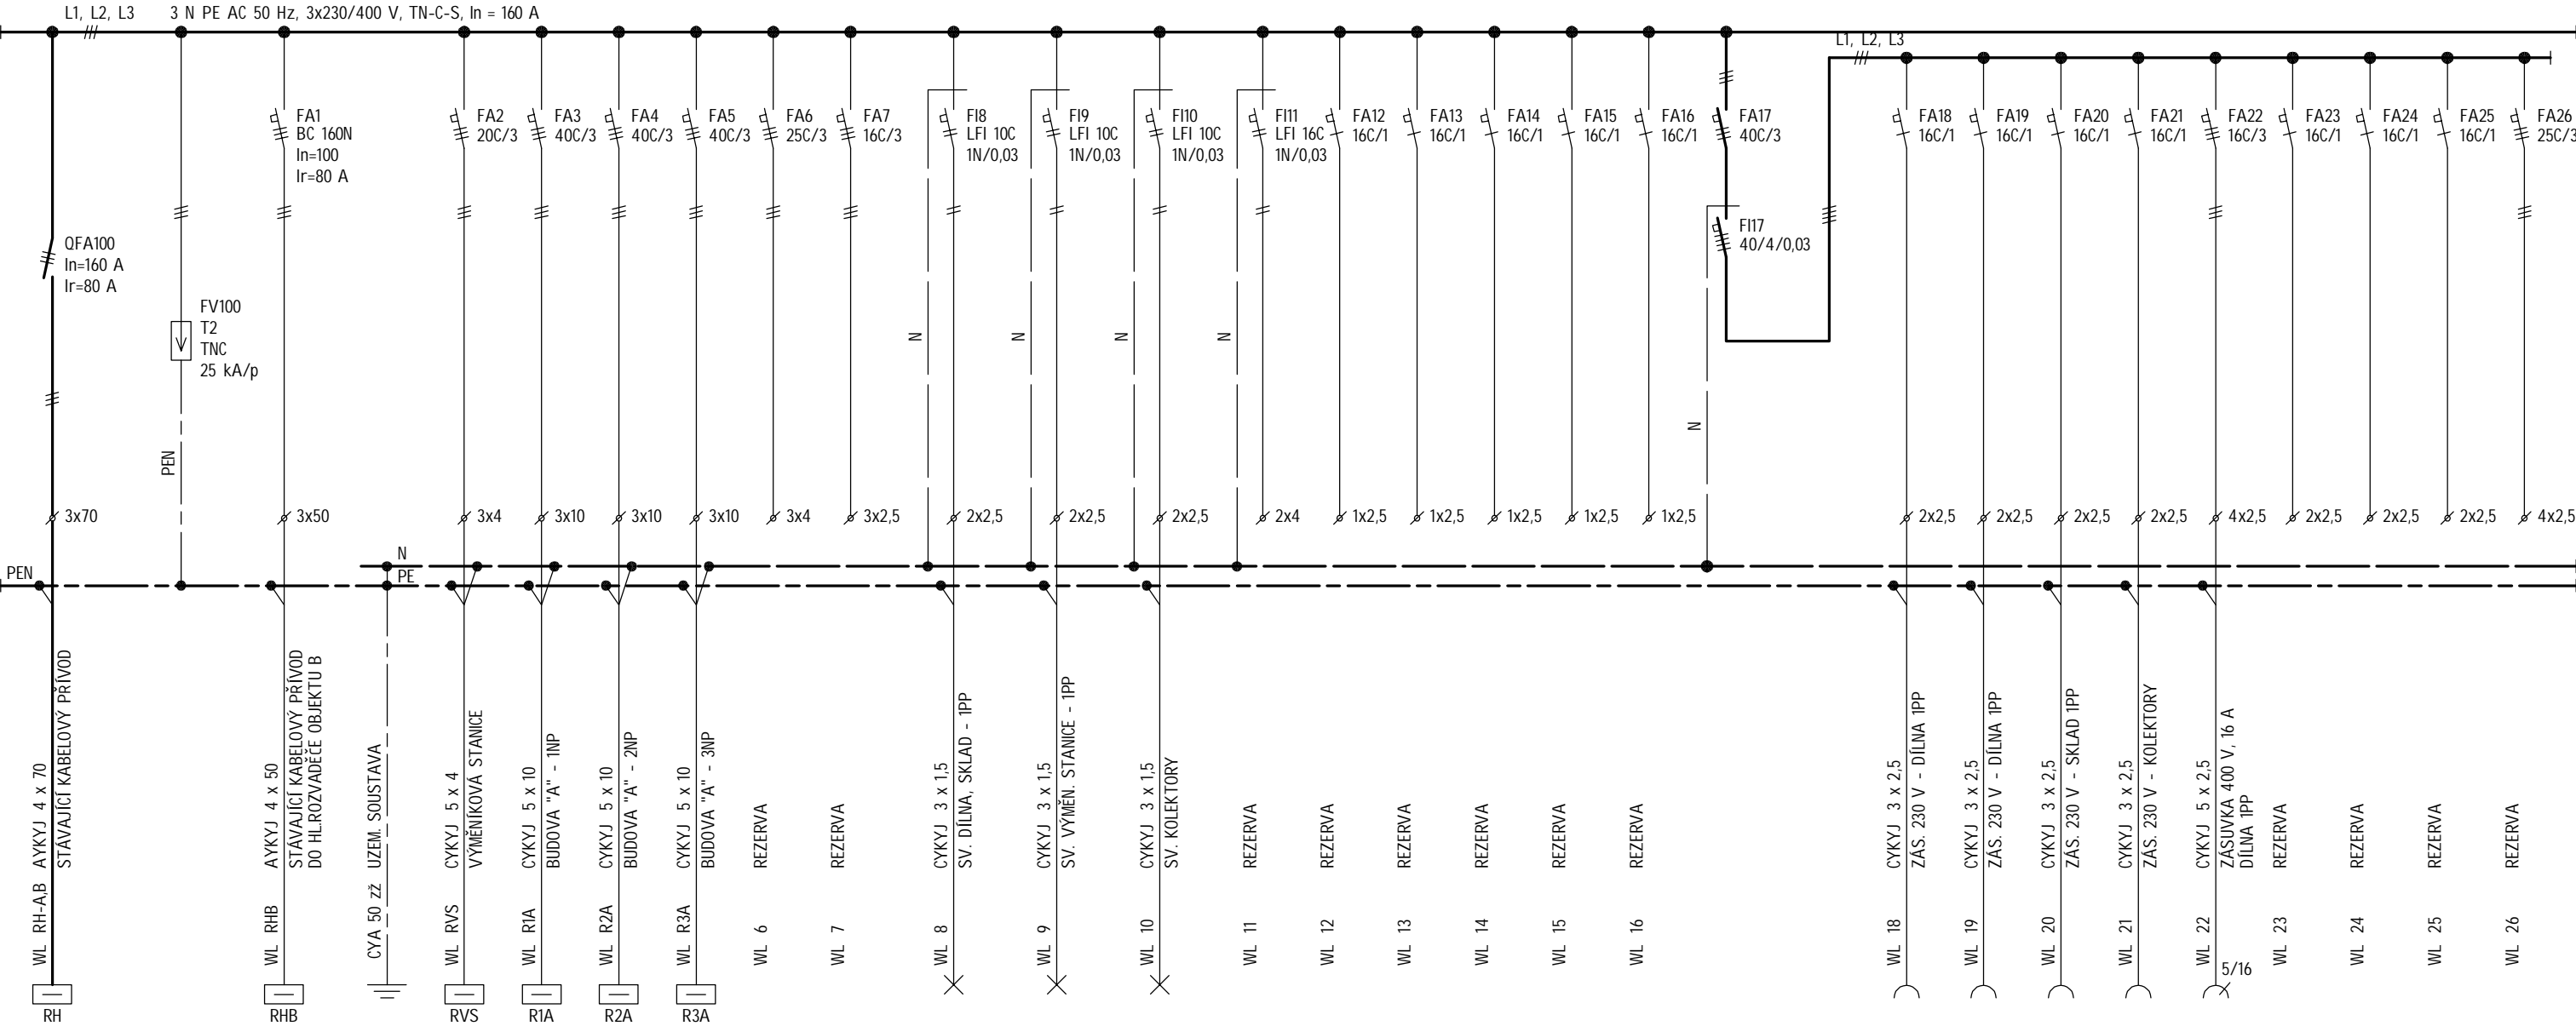 L1, L2, L3
3 N PE AC 50 Hz, 3x230/400 V, TN-C-S, In = 160 A
L1, L2, L3
QFA100
In=160 A
Ir=80 A
FV100
T2
TNC
25 kA/p
FA1
BC 160N
In=100
Ir=80 A
FA2
20C/3
FA3
40C/3
FA4
40C/3
FA5
40C/3
FA6
25C/3
FA7
16C/3
FI8
LFI 10C
1N/0,03
FI9
LFI 10C
1N/0,03
FI10
LFI 10C
1N/0,03
FI11
LFI 16C
1N/0,03
FA12
16C/1
FA13
16C/1
FA14
16C/1
FA15
16C/1
FA16
16C/1
FA17
40C/3
FI17
40/4/0,03
FA18
16C/1
FA19
16C/1
FA20
16C/1
FA21
16C/1
FA22
16C/3
FA23
16C/1
FA24
16C/1
FA25
16C/1
FA26
25C/3
N
N
N
N
N
PEN
3x70
3x50
3x4
3x10
3x10
3x10
3x4
3x2,5
2x2,5
2x2,5
2x2,5
2x4
1x2,5
1x2,5
1x2,5
1x2,5
1x2,5
2x2,5
2x2,5
2x2,5
2x2,5
4x2,5
2x2,5
2x2,5
2x2,5
4x2,5
N
PE
PEN
WL RH-A,B AYKYJ 4 x 70
STÁVAJÍCÍ KABELOVÝ PŘÍVOD
WL RHB AYKYJ 4 x 50
STÁVAJÍCÍ KABELOVÝ PŘÍVOD
DO HL.ROZVADĚČE OBJEKTU B
CYA 50 zž UZEM. SOUSTAVA
WL RVS CYKYJ 5 x 4
VÝMĚNÍKOVÁ STANICE
WL R1A CYKYJ 5 x 10
BUDOVA "A" - 1NP
WL R2A CYKYJ 5 x 10
BUDOVA "A" - 2NP
WL R3A CYKYJ 5 x 10
BUDOVA "A" - 3NP
WL 6 REZERVA
WL 7 REZERVA
WL 8 CYKYJ 3 x 1,5
SV. DÍLNA, SKLAD - 1PP
WL 9 CYKYJ 3 x 1,5
SV. VÝMĚN. STANICE - 1PP
WL 10 CYKYJ 3 x 1,5
SV. KOLEKTORY
WL 11 REZERVA
WL 12 REZERVA
WL 13 REZERVA
WL 14 REZERVA
WL 15 REZERVA
WL 16 REZERVA
WL 18 CYKYJ 3 x 2,5
ZÁS. 230 V - DÍLNA 1PP
WL 19 CYKYJ 3 x 2,5
ZÁS. 230 V - DÍLNA 1PP
WL 20 CYKYJ 3 x 2,5
ZÁS. 230 V - SKLAD 1PP
WL 21 CYKYJ 3 x 2,5
ZÁS. 230 V - KOLEKTORY
WL 22 CYKYJ 5 x 2,5
ZÁSUVKA 400 V, 16 A
DÍLNA 1PP
WL 23 REZERVA
WL 24 REZERVA
WL 25 REZERVA
WL 26 REZERVA
5/16
RH
RHB
RVS
R1A
R2A
R3A